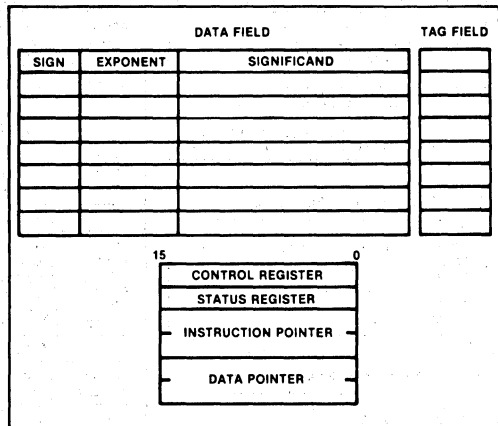 DATA FIELD TAG FIELD
SIGN EXPONENT SIGNIFICAND
15 0
CONTROL REGISTER
STATUS REGISTER
INSTRUCTION POINTER
DATA POINTER